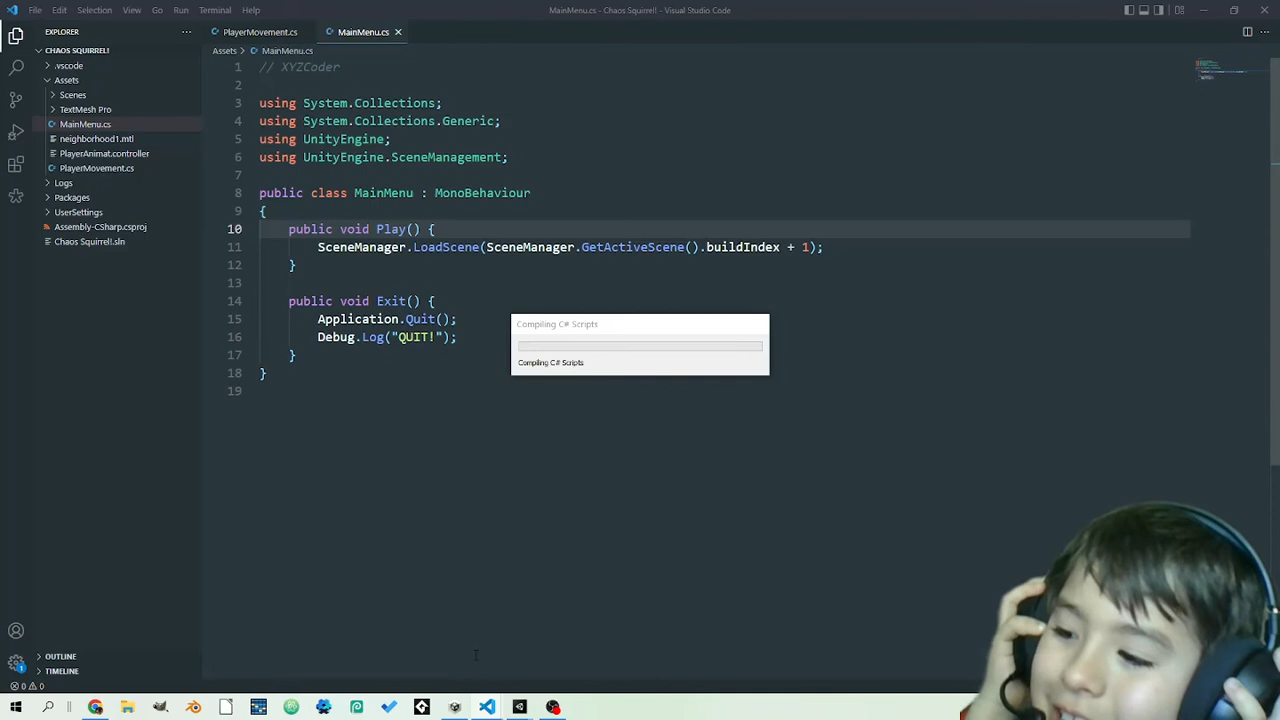 File Edit Selection View Go Run Terminal Help
MainMenu.cs - Chaos Squirrel! - Visual Studio Code
EXPLORER
CHAOS SQUIRREL!
.vscode
Assets
Scenes
TextMesh Pro
MainMenu.cs
neighborhood1.mtl
PlayerAnimat.controller
PlayerMovement.cs
Logs
Packages
UserSettings
Assembly-CSharp.csproj
Chaos Squirrel.sln
OUTLINE
TIMELINE
PlayerMovement.cs MainMenu.cs
Assets > MainMenu.cs
1 // XYZCoder
2
3 using System.Collections;
4 using System.Collections.Generic;
5 using UnityEngine;
6 using UnityEngine.SceneManagement;
7
8 public class MainMenu : MonoBehaviour
9 {
10 public void Play() {
11 SceneManager.LoadScene(SceneManager.GetActiveScene().buildIndex + 1);
12 }
13
14 public void Exit() {
15 Application.Quit();
16 Debug.Log("QUIT!");
17 }
18 }
19
Compiling C# Scripts
Compiling C# Scripts
1
0 0